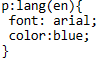 p:lang(en){
 font: arial;
 color:blue;
}